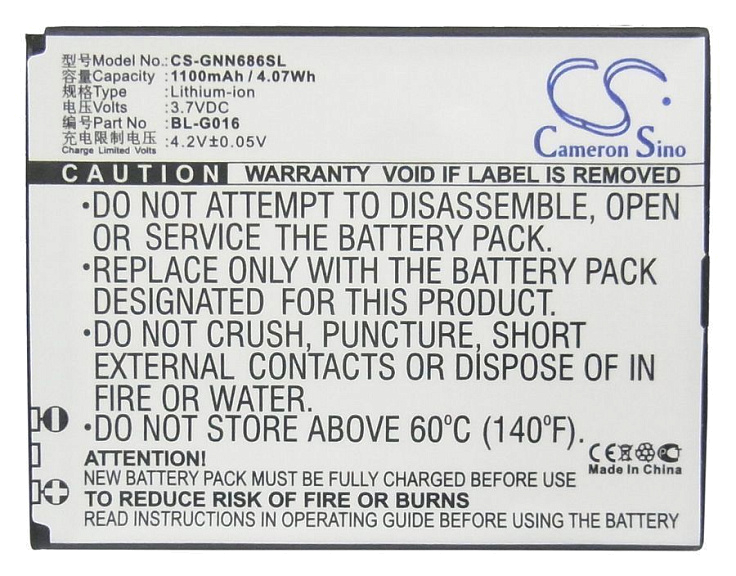 型号Model No.:CS-GNN686SL
容量Capacity:1100mAh / 4.07Wh
规格Type:Lithium-ion
电压Volts:3.7VDC
编号Part No:BL-G016
充电限制电压:4.2V±0.05V
Charge Limited Volts
CS
Cameron Sino
CAUTION WARRANTY VOID IF LABEL IS REMOVED
·DO NOT ATTEMPT TO DISASSEMBLE, OPEN
OR SERVICE THE BATTERY PACK.
·REPLACE ONLY WITH THE BATTERY PACK
DESIGNATED FOR THIS PRODUCT.
·DO NOT CRUSH, PUNCTURE, SHORT
EXTERNAL CONTACTS OR DISPOSE OF IN
FIRE OR WATER.
·DO NOT STORE ABOVE 60°C (140°F).
CE
Made In China
ATTENTION!
NEW BATTERY PACK MUST BE FULLY CHARGED BEFORE USE
TO REDUCE RISK OF FIRE OR BURNS
READ INSTRUCTIONS IN OPERATING GUIDE BEFORE USING THE BATTERY